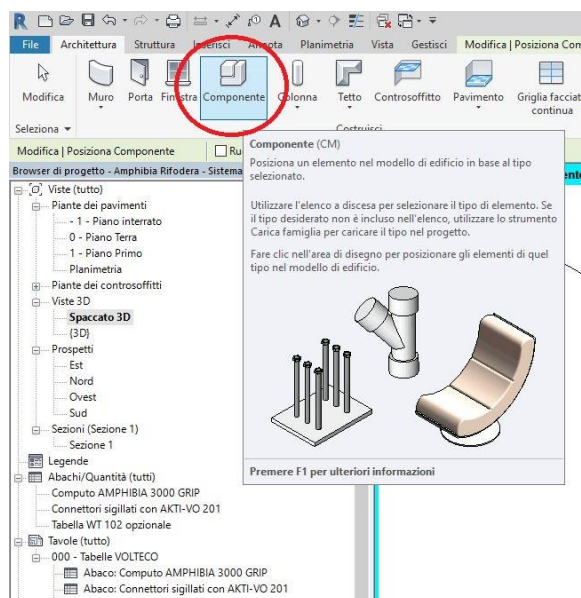 File Architettura Struttura Inserisci Annota Planimetria Vista Gestisci Modifica | Posiziona Com
Modifica Muro Porta Finestra Componente Colonna Tetto Controsoffitto Pavimento Griglia facciat
continua
Seleziona Costruisci
Modifica | Posiziona Componente Ru
Browser di progetto - Amphibia Rifodera - Sistema
Viste (tutto)
Piante dei pavimenti
- 1 - Piano interrato
0 - Piano Terra
1 - Piano Primo
Planimetria
Piante dei controsoffitti
Viste 3D
Spaccato 3D
{3D}
Prospetti
Est
Nord
Ovest
Sud
Sezioni (Sezione 1)
Sezione 1
Legende
Abachi/Quantità (tutti)
Computo AMPHIBIA 3000 GRIP
Connettori sigillati con AKTI-VO 201
Tabella WT 102 opzionale
Tavole (tutto)
000 - Tabelle VOLTECO
Abaco: Computo AMPHIBIA 3000 GRIP
Abaco: Connettori sigillati con AKTI-VO 201
Componente (CM)
Posiziona un elemento nel modello di edificio in base al tipo
selezionato.
Utilizzare l'elenco a discesa per selezionare il tipo di elemento. Se
il tipo desiderato non è incluso nell'elenco, utilizzare lo strumento
Carica famiglia per caricare il tipo nel progetto.
Fare clic nell'area di disegno per posizionare gli elementi di quel
tipo nel modello di edificio.
Premere F1 per ulteriori informazioni